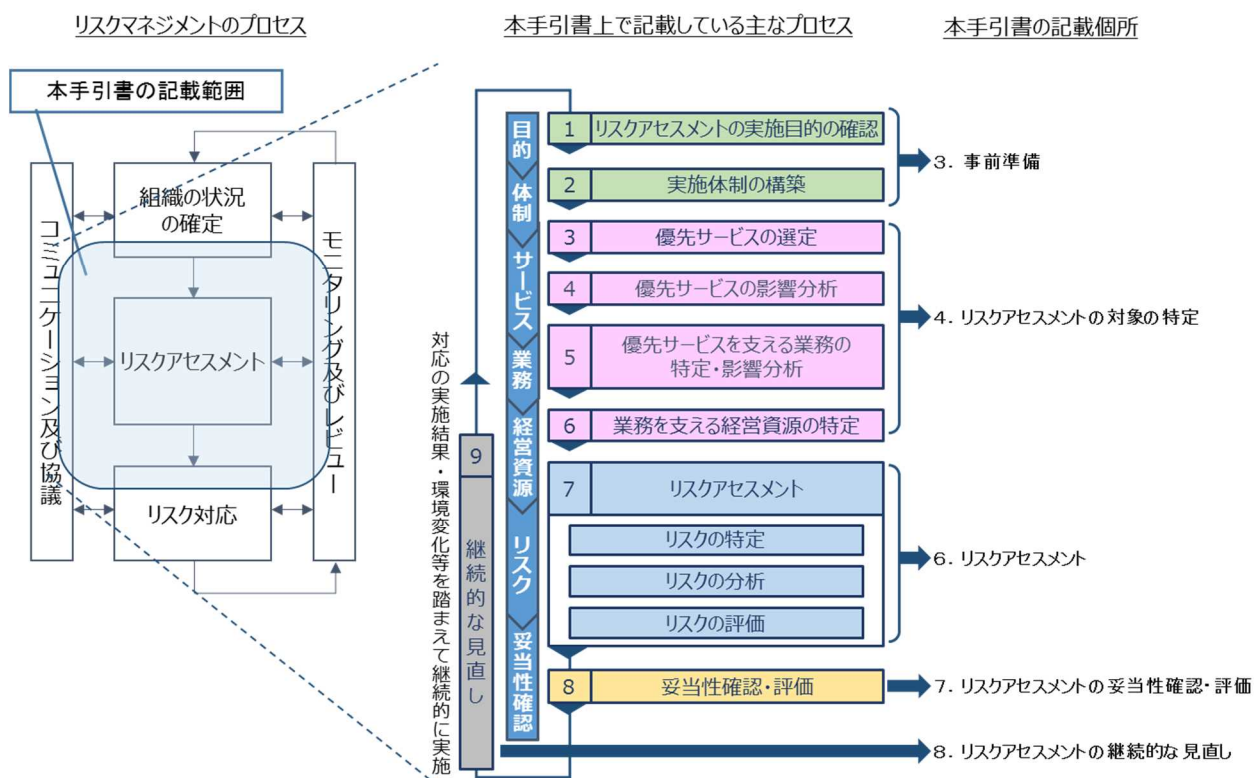 リスクマネジメントのプロセス
本手引書の記載範囲
組織の状況
の確定
リスクアセスメント
リスク対応
コミュニケーション及び協議
モニタリング及びレビュー
本手引書上で記載している主なプロセス
対応の実施結果・環境変化等を踏まえて継続的に実施
9
継続的な見直し
目的
体制
サービス
業務
経営資源
リスク
妥当性確認
1 リスクアセスメントの実施目的の確認
2 実施体制の構築
3 優先サービスの選定
4 優先サービスの影響分析
5 優先サービスを支える業務の
特定・影響分析
6 業務を支える経営資源の特定
7 リスクアセスメント
リスクの特定
リスクの分析
リスクの評価
8 妥当性確認・評価
本手引書の記載個所
3. 事前準備
4. リスクアセスメントの対象の特定
6. リスクアセスメント
7. リスクアセスメントの妥当性確認・評価
8. リスクアセスメントの継続的な見直し